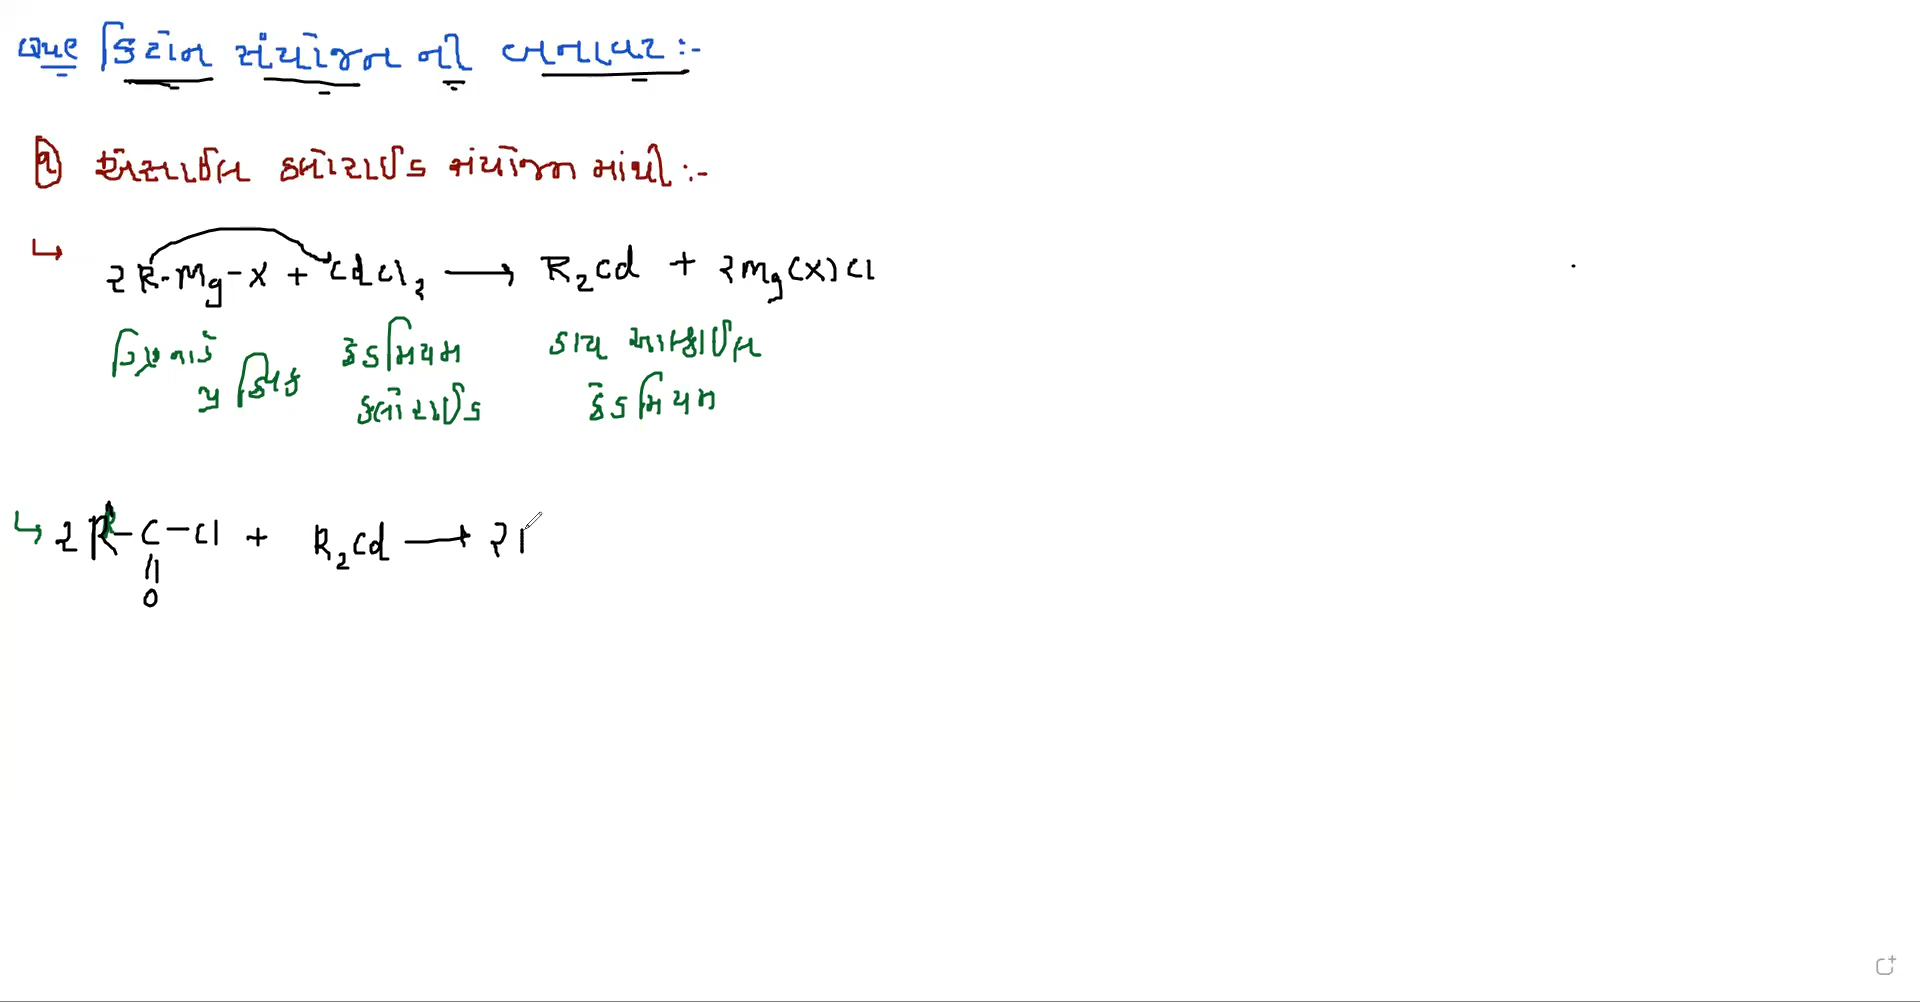 કિટોન સંયોજન ની બનાવટ :-
૧ એસાઈલ ક્લોરાઈડ સંયોજન માંથી :-
↳ 2R-Mg-X + CdCl₂ ⟶ R₂Cd + 2Mg(X)Cl
ગ્રિગ્નાર્ડ કેડમિયમ ડાય આલ્કાઈલ
પ્રક્રિયક ક્લોરાઈડ કેડમિયમ
↳ 2R-C-Cl + R₂Cd ⟶ 2
||
O